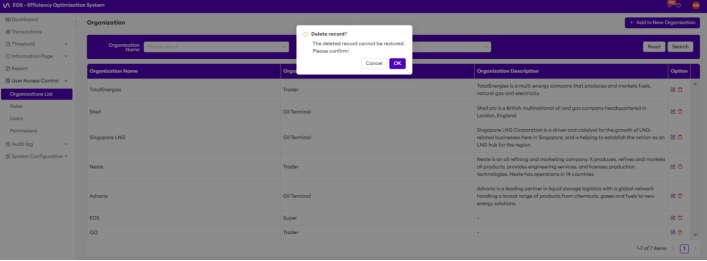 EOS - Efficiency Optimization System
Dashboard
Transactions
Threshold
Information Page
Report
User Access Control
Organizations List
Roles
Users
Permissions
Audit log
System Configuration
Organization
+ Add in New Organisation
Organization Name
Please select
Reset
Search
Delete record?
The deleted record cannot be restored.
Please confirm!
Cancel
OK
Organization Name
Organization Description
Option
TotalEnergies
Trader
TotalEnergies is a multi-energy company that produces and markets fuels,
natural gas and electricity.
Shell
Oil Terminal
Shell plc is a British multinational oil and gas company headquartered in
London, England.
Singapore LNG
Oil Terminal
Singapore LNG Corporation is a driver and catalyst for the growth of LNG-
related businesses here in Singapore, and is helping to establish the nation as an
LNG hub for the region.
Neste
Trader
Neste is an oil refining and marketing company. It produces, refines and markets
oil products, provides engineering services, and licenses production
technologies. Neste has operations in 14 countries.
Advario
Oil Terminal
Advario is a leading partner in liquid storage logistics with a global network
handling a broad range of products from chemicals, gases and fuels to new
energy solutions.
EOS
Super
-
QQ
Trader
-
1-7 of 7 items
1